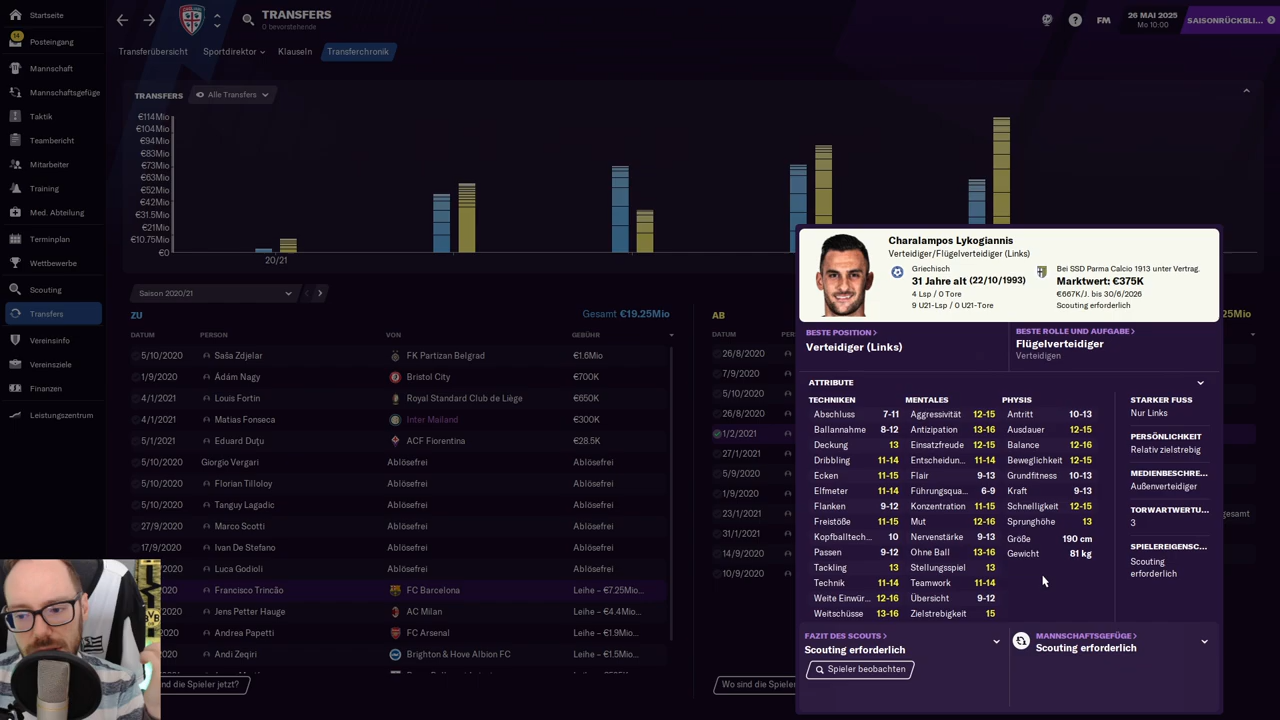 Startseite
14
Posteingang
Mannschaft
Mannschaftsgefüge
Taktik
Teambericht
Mitarbeiter
Training
Med. Abteilung
Terminplan
Wettbewerbe
Scouting
Transfers
Vereinsinfo
Vereinsziele
Finanzen
Leistungszentrum
TRANSFERS
0 bevorstehende
FM
26 MAI 2025
Mo 10:00
SAISONRÜCKBLI...
Transferübersicht Sportdirektor Klauseln Transferchronik
TRANSFERS Alle Transfers
€114Mio
€104Mio
€94Mio
€83Mio
€73Mio
€63Mio
€52Mio
€42Mio
€31.5Mio
€21Mio
€10.75Mio
€0
20/21
Saison 2020/21
ZU Gesamt €19.25Mio
DATUM PERSON VON GEBÜHR
5/10/2020 Saša Zdjelar FK Partizan Belgrad €1.6Mio
1/9/2020 Ádám Nagy Bristol City €700K
4/1/2021 Louis Fortin Royal Standard Club de Liège €650K
4/1/2021 Matias Fonseca Inter Mailand €300K
5/1/2021 Eduard Duțu ACF Fiorentina €28.5K
5/10/2020 Giorgio Vergari Ablösefrei Ablösefrei
5/10/2020 Florian Tilloloy Ablösefrei Ablösefrei
5/10/2020 Tanguy Lagadic Ablösefrei Ablösefrei
27/9/2020 Marco Scotti Ablösefrei Ablösefrei
17/9/2020 Ivan De Stefano Ablösefrei Ablösefrei
2020 Luca Godioli Ablösefrei Ablösefrei
2020 Francisco Trincão FC Barcelona Leihe – €7.25Mio...
2020 Jens Petter Hauge AC Milan Leihe – €4.4Mio...
2020 Andrea Papetti FC Arsenal Leihe – €1.9Mio...
2020 Andi Zeqiri Brighton & Hove Albion FC Leihe – €1.5Mio...
ind die Spieler jetzt?
AB
25Mio
DATUM PERS
26/8/2020
7/9/2020
5/10/2020
26/8/2020
1/2/2021
27/1/2021
5/9/2020
1/9/2020
23/1/2021 gesamt
31/1/2021
14/9/2020
10/9/2020
Wo sind die Spieler
Charalampos Lykogiannis
Verteidiger/Flügelverteidiger (Links)
Griechisch
31 Jahre alt (22/10/1993)
4 Lsp / 0 Tore
9 U21-Lsp / 0 U21-Tore
Bei SSD Parma Calcio 1913 unter Vertrag.
Marktwert: €375K
€667K/J. bis 30/6/2026
Scouting erforderlich
BESTE POSITION
Verteidiger (Links)
BESTE ROLLE UND AUFGABE
Flügelverteidiger
Verteidigen
ATTRIBUTE
TECHNIKEN
Abschluss 7-11
Ballannahme 8-12
Deckung 13
Dribbling 11-14
Ecken 11-15
Elfmeter 11-14
Flanken 9-12
Freistöße 11-15
Kopfballtech... 10
Passen 9-12
Tackling 13
Technik 11-14
Weite Einwür... 12-16
Weitschüsse 13-16
MENTALES
Aggressivität 12-15
Antizipation 13-16
Einsatzfreude 12-15
Entscheidun... 11-14
Flair 9-13
Führungsqua... 6-9
Konzentration 11-15
Mut 12-16
Nervenstärke 9-13
Ohne Ball 13-16
Stellungsspiel 13
Teamwork 11-14
Übersicht 9-12
Zielstrebigkeit 15
PHYSIS
Antritt 10-13
Ausdauer 12-15
Balance 12-16
Beweglichkeit 12-15
Grundfitness 10-13
Kraft 9-13
Schnelligkeit 12-15
Sprunghöhe 13
Größe 190 cm
Gewicht 81 kg
STARKER FUSS
Nur Links
PERSÖNLICHKEIT
Relativ zielstrebig
MEDIENBESCHRE...
Außenverteidiger
TORWARTWERTU...
3
SPIELEREIGENSC...
Scouting
erforderlich
FAZIT DES SCOUTS
Scouting erforderlich
Spieler beobachten
MANNSCHAFTSGEFÜGE
Scouting erforderlich